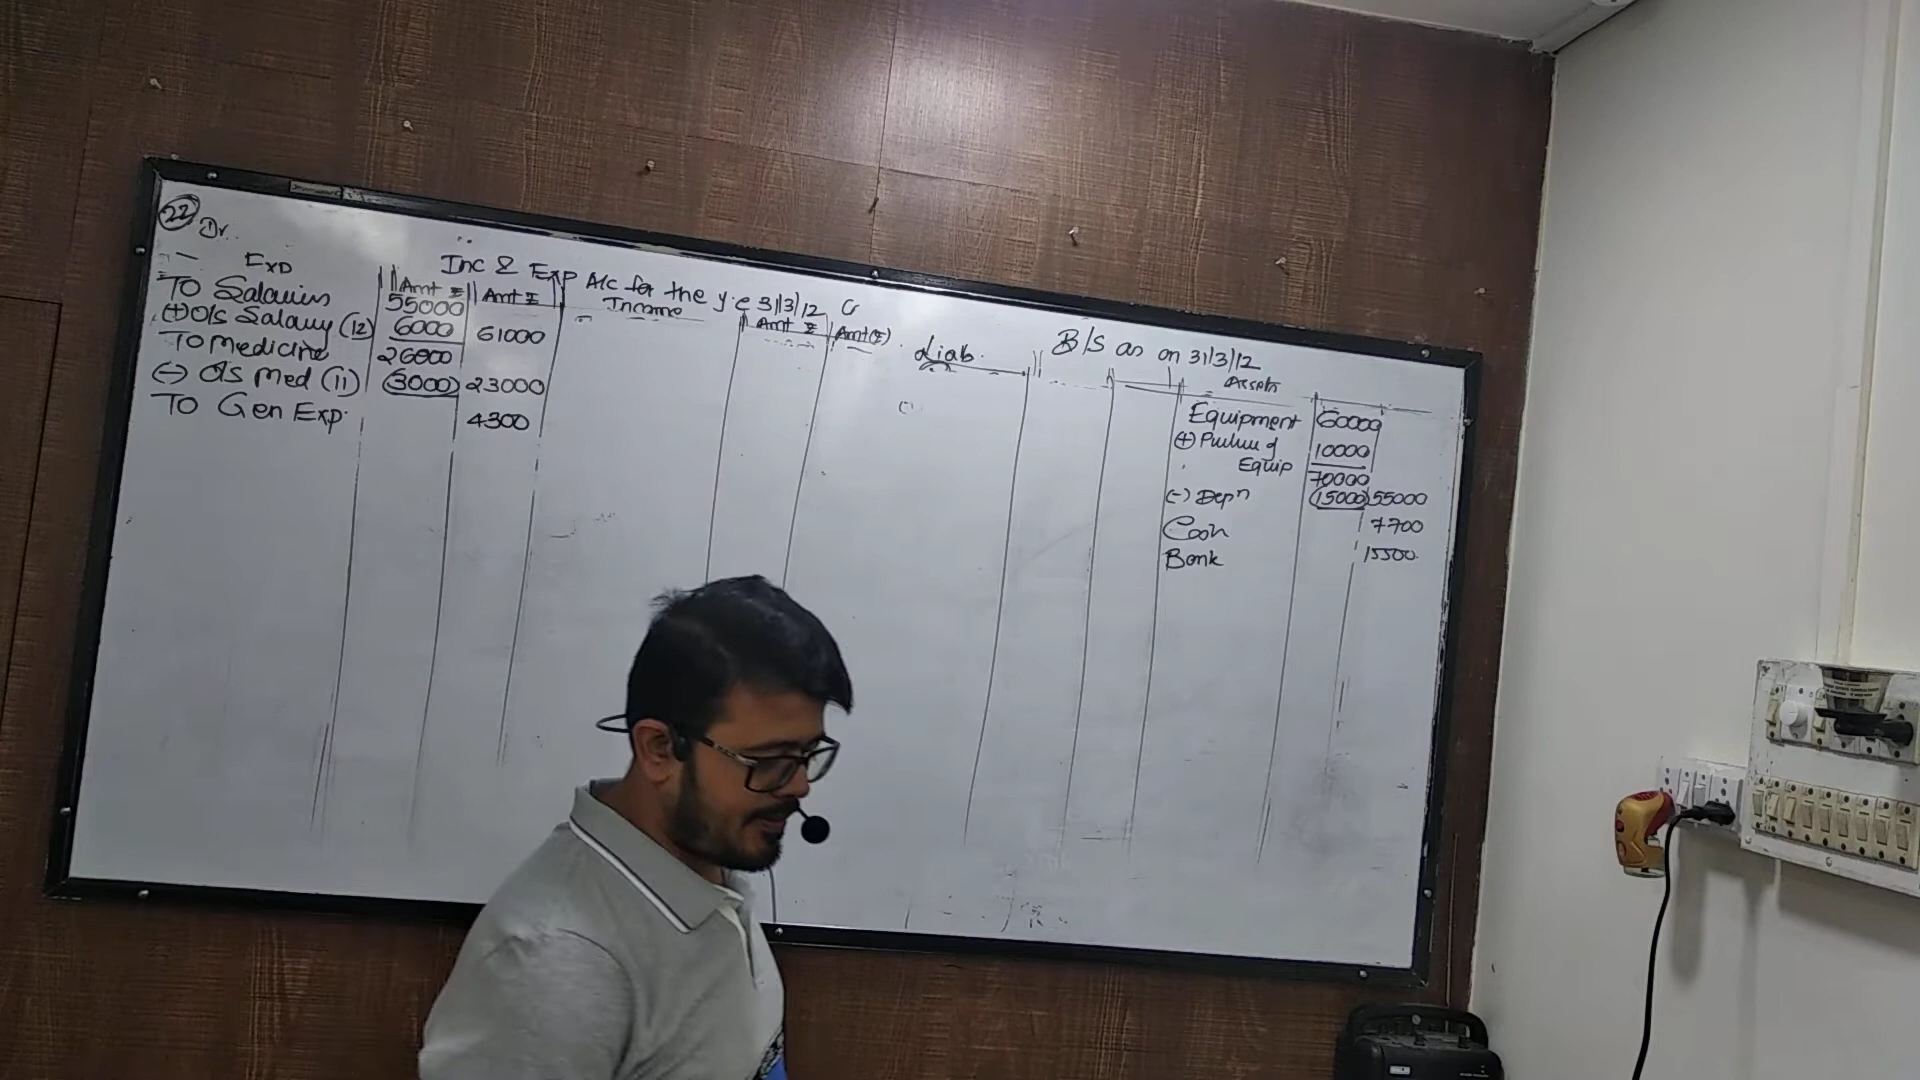 22
Dr.
Inc & Exp A/c for the y.e 31/3/12 Cr
Exp Amt ₹ Amt ₹ Income Amt ₹ Amt (₹)
To Salaries 55000
(+) O/s Salary (12) 6000 61000
To Medicine 26000
(-) O/s Med (11) (3000) 23000
To Gen Exp. 4300
B/S as on 31/3/12
Liab. Assets
Equipment 60000
(+) Purchase of
Equip 10000
70000
(-) Depn (15000) 55000
Cash 7700
Bank 15500